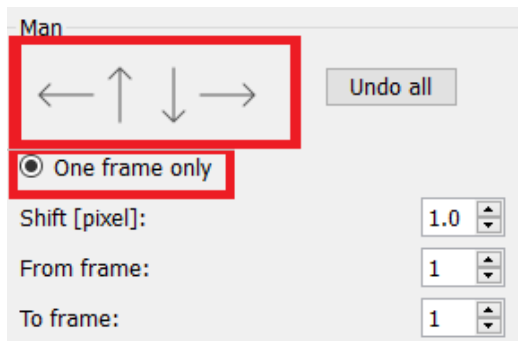 Man
Undo all
One frame only
Shift [pixel]: 1.0
From frame: 1
To frame: 1